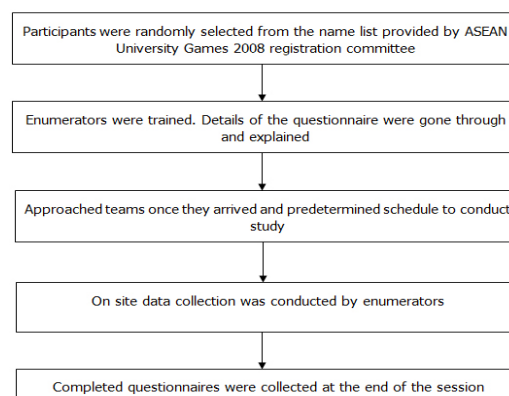 Participants were randomly selected from the name list provided by ASEAN
University Games 2008 registration committee
Enumerators were trained. Details of the questionnaire were gone through
and explained
Approached teams once they arrived and predetermined schedule to conduct
study
On site data collection was conducted by enumerators
Completed questionnaires were collected at the end of the session